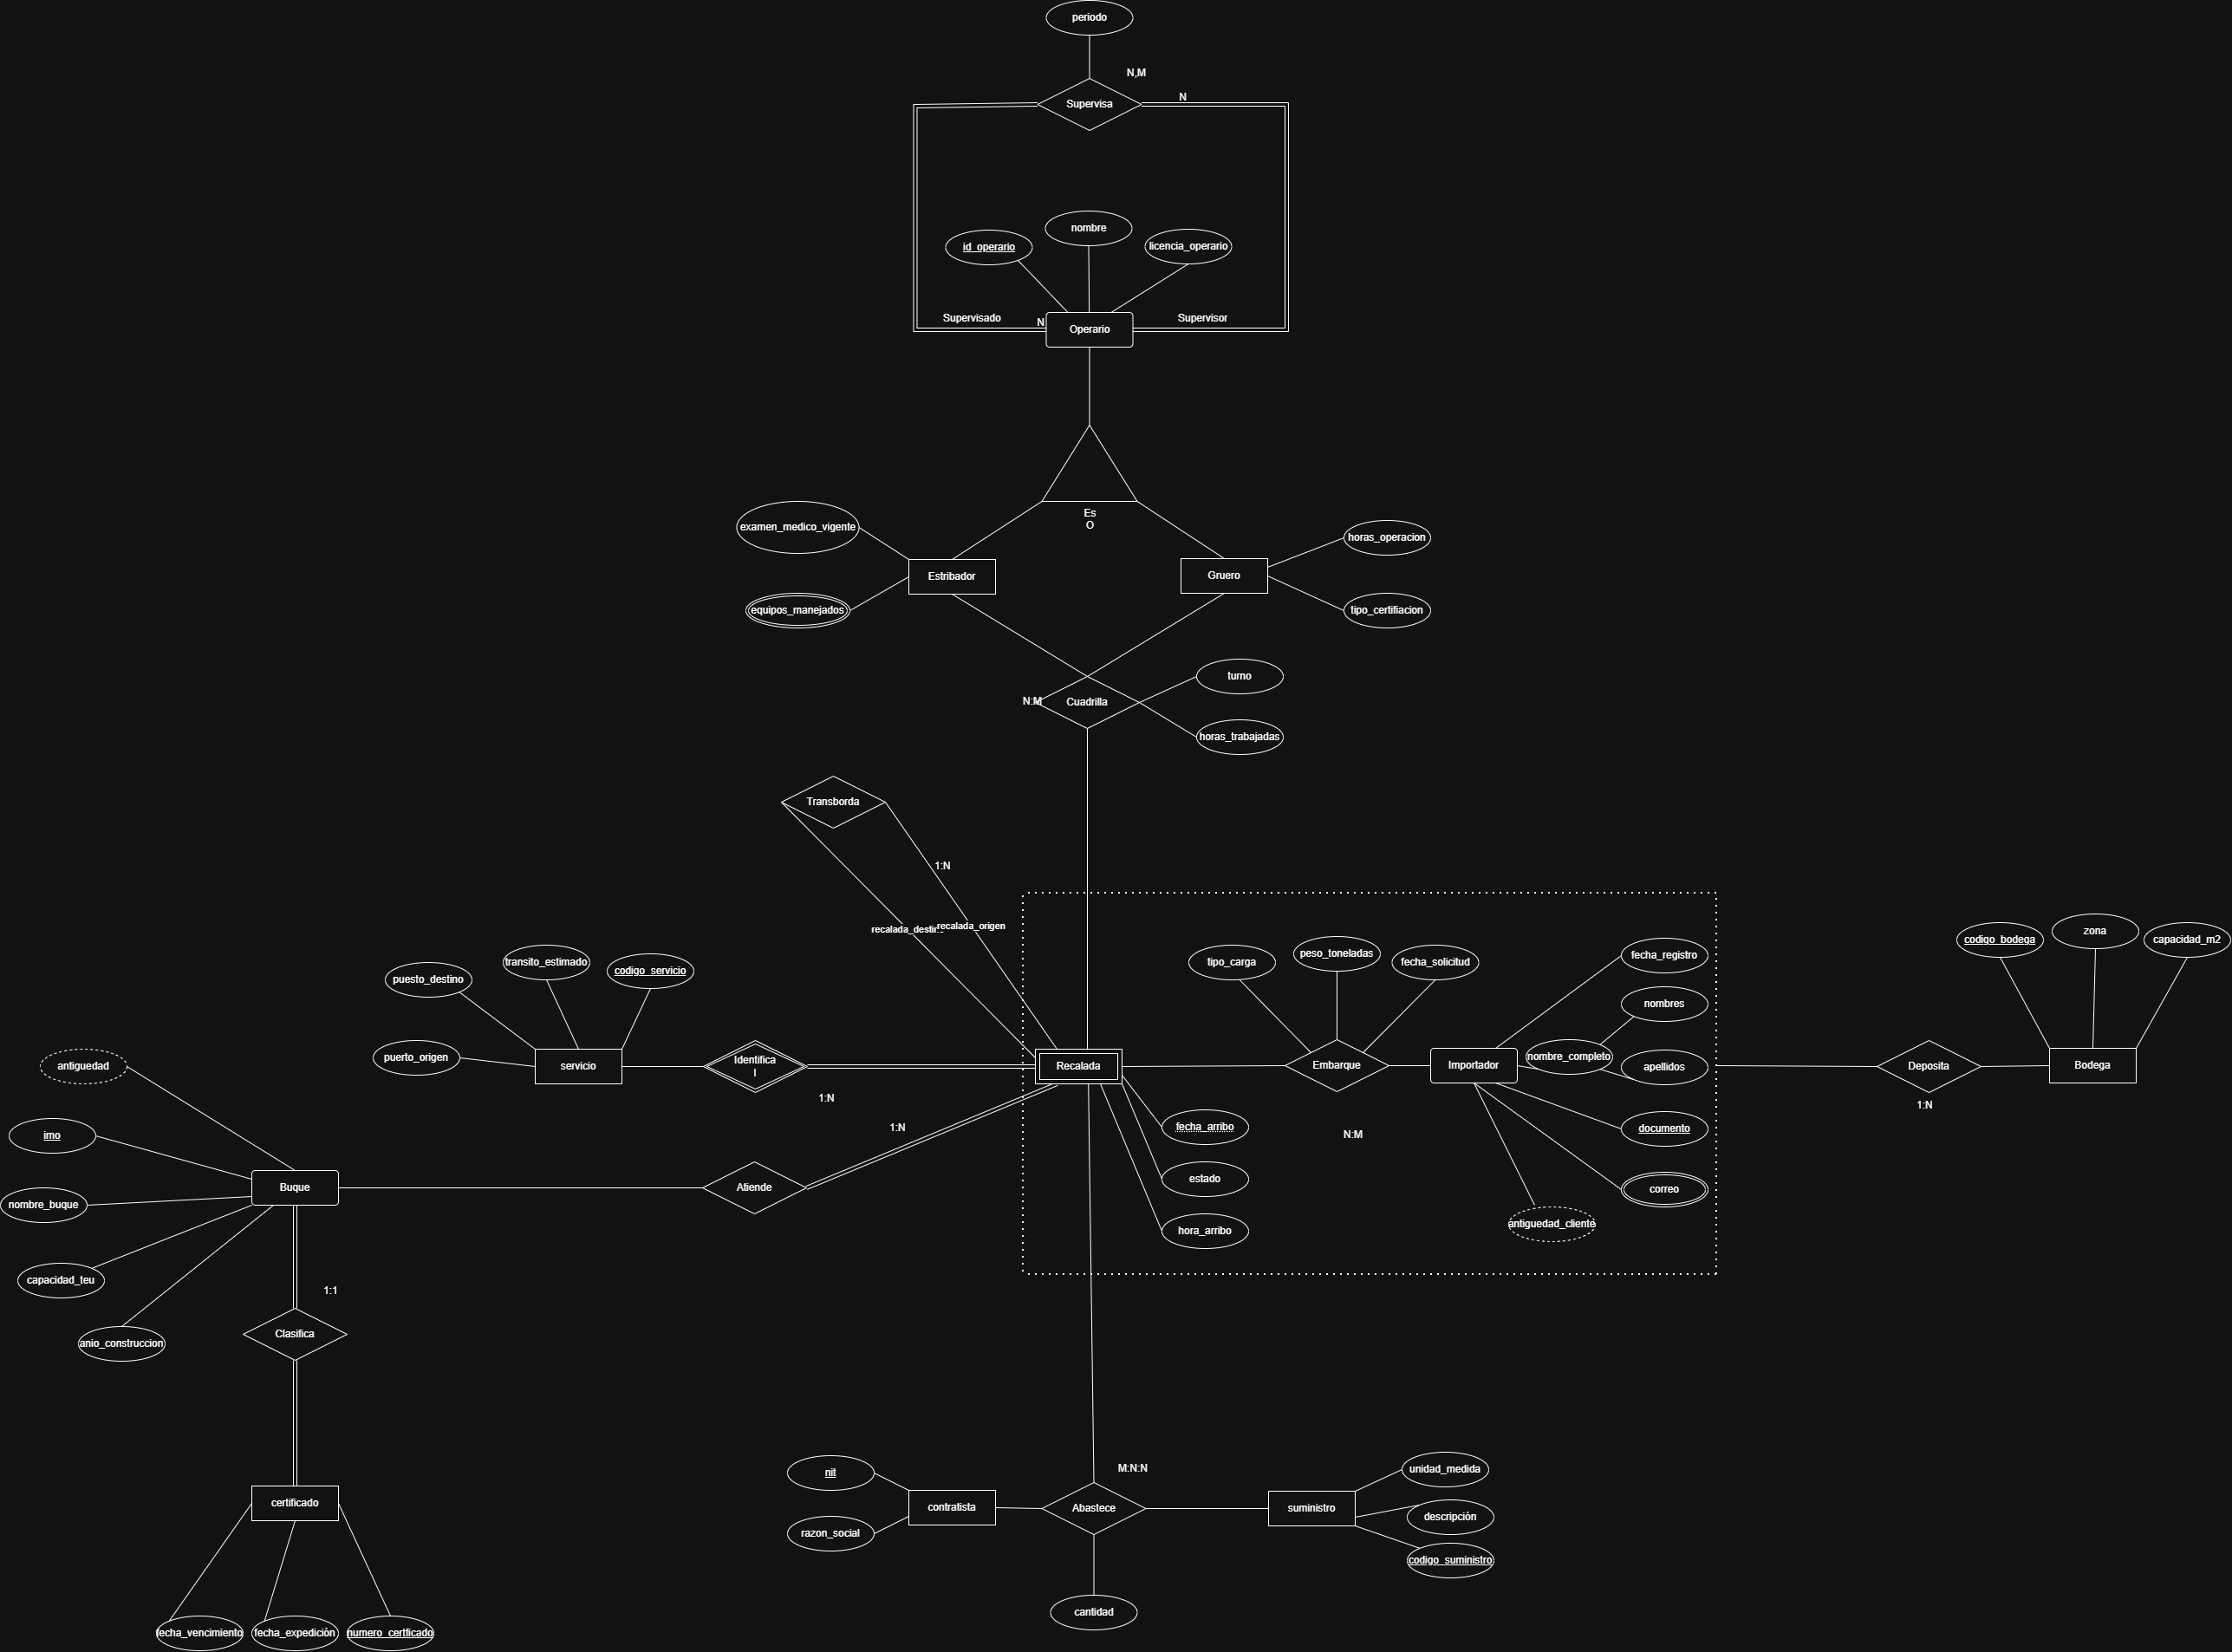 periodo
N,M
N
Supervisa
nombre
id_operario
licencia_operario
Supervisado
N
Supervisor
Operario
Es
O
examen_medico_vigente
horas_operacion
Estribador
Gruero
equipos_manejados
tipo_certifiacion
turno
N:M
Cuadrilla
horas_trabajadas
Transborda
1:N
recalada_origen
codigo_bodega
zona
capacidad_m2
puesto_destino
transito_estimado
codigo_servicio
tipo_carga
peso_toneladas
fecha_solicitud
fecha_registro
nombres
puerto_origen
servicio
Identifica
I
Recalada
Embarque
Importador
nombre_completo
apellidos
Deposita
Bodega
antiguedad
1:N
1:N
1:N
fecha_arribo
N:M
documento
imo
estado
Buque
Atiende
correo
nombre_buque
hora_arribo
antiguedad_cliente
capacidad_teu
1:1
Clasifica
anio_construccion
M:N:N
nit
unidad_medida
certificado
contratista
Abastece
suministro
descripción
razon_social
codigo_suministro
cantidad
fecha_vencimiento
fecha_expedición
numero_certficado